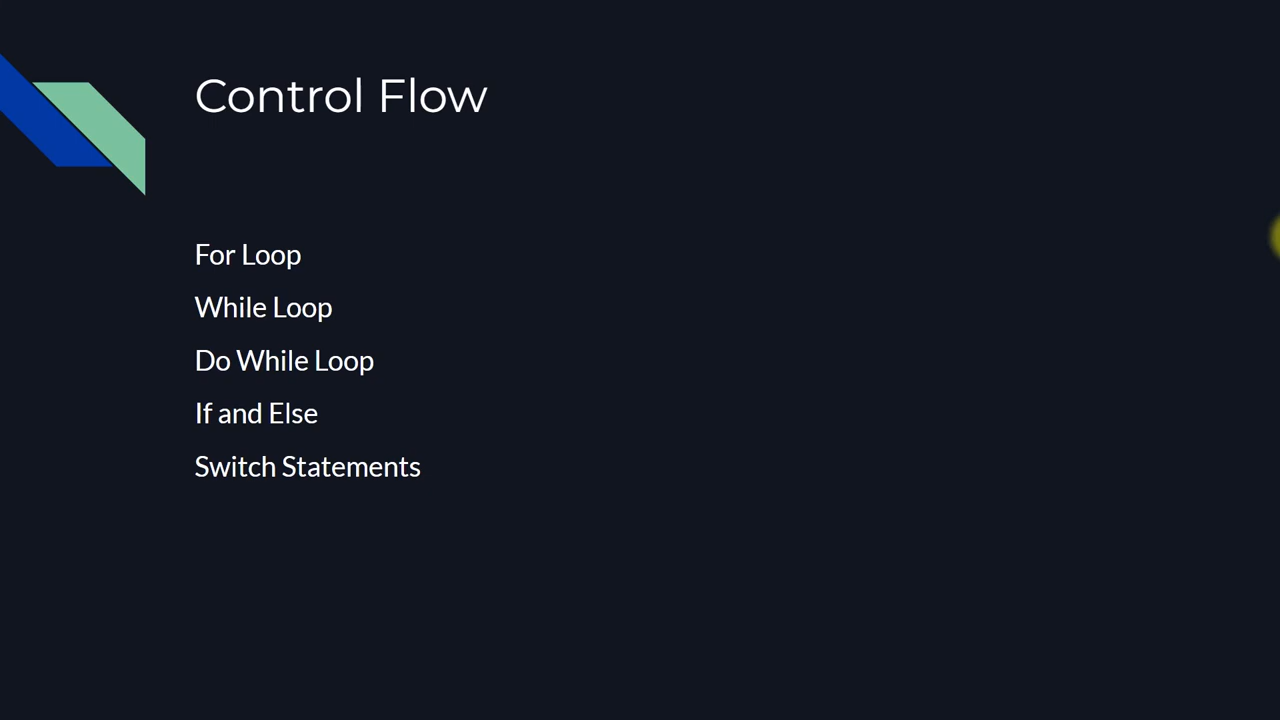 Control Flow
For Loop
While Loop
Do While Loop
If and Else
Switch Statements